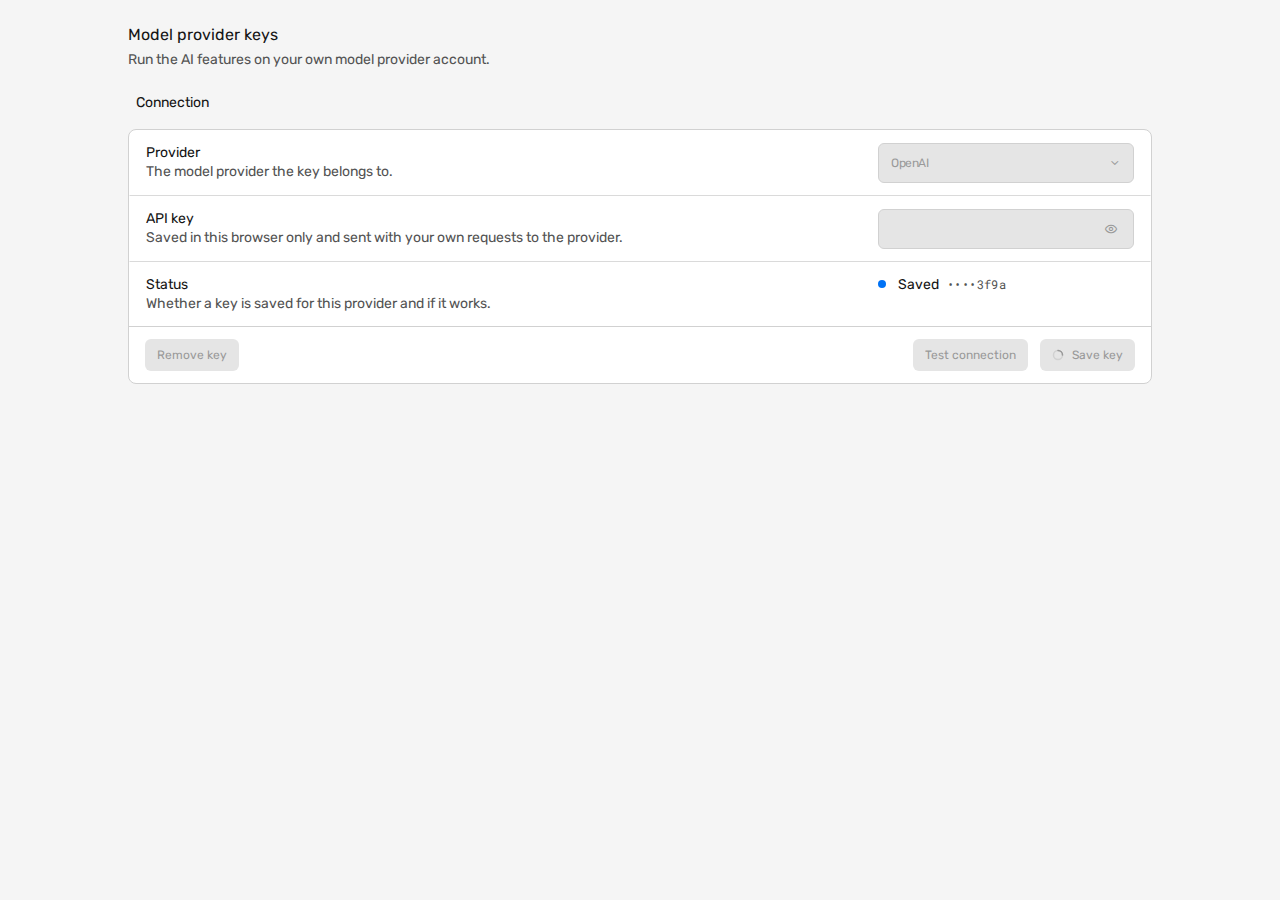 Model provider keys
Run the AI features on your own model provider account.
Connection
Provider
The model provider the key belongs to.
OpenAI
API key
Saved in this browser only and sent with your own requests to the provider.
Status
Whether a key is saved for this provider and if it works.
Saved ••••3f9a
Remove key
Test connection
Save key